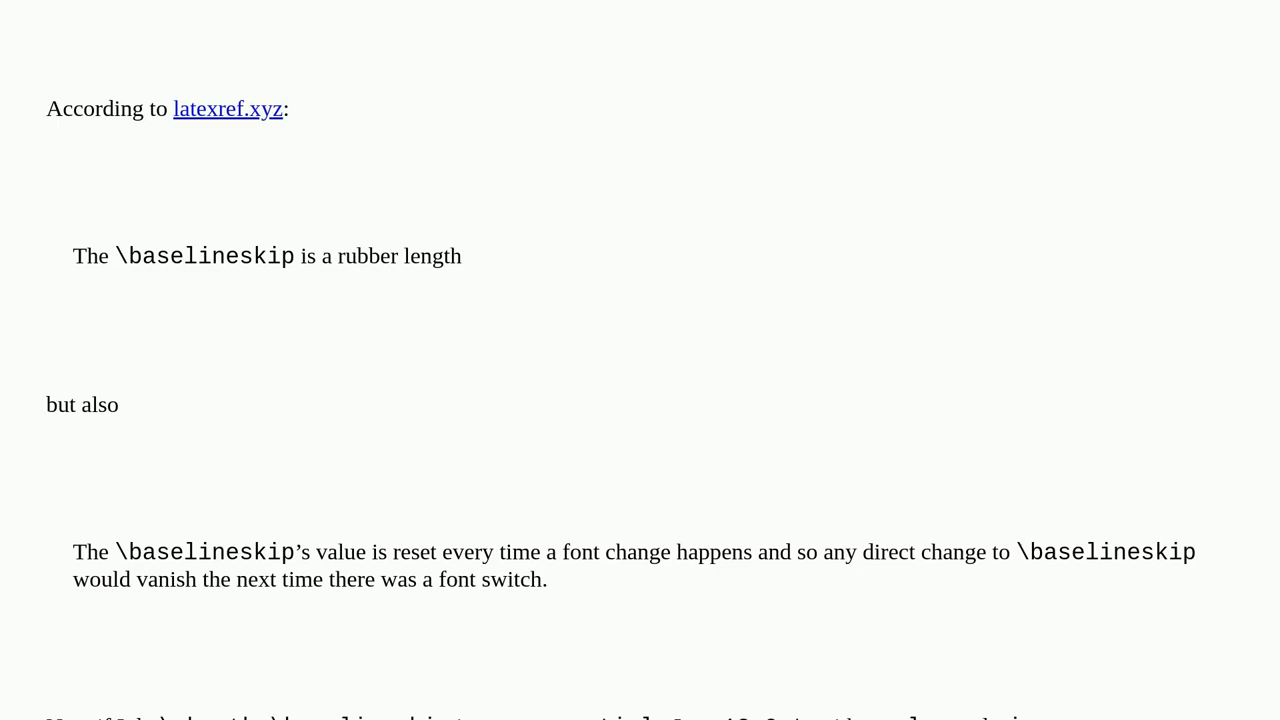 According to latexref.xyz:
The \baselineskip is a rubber length
but also
The \baselineskip’s value is reset every time a font change happens and so any direct change to \baselineskip
would vanish the next time there was a font switch.